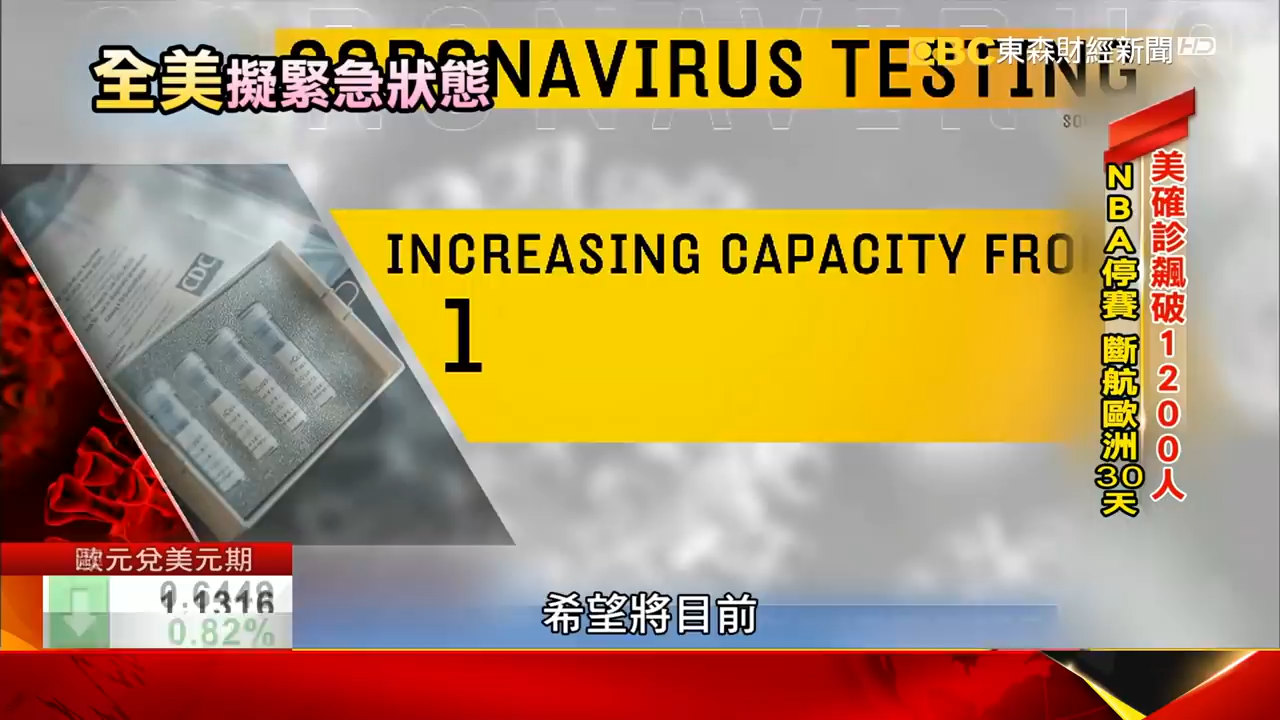 全美擬緊急狀態
CORONAVIRUS TESTING
EBC 東森財經新聞 HD
INCREASING CAPACITY FRO
1
CDC
美確診飆破1200人
NBA停賽 斷航歐洲30天
歐元兌美元期
1.1316
0.82%
希望將目前